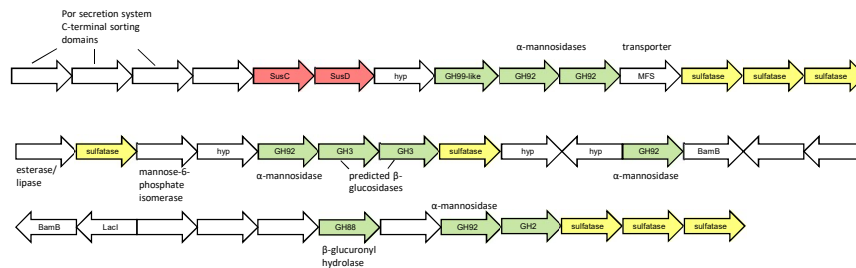 Por secretion system
C-terminal sorting
domains
α-mannosidases
transporter
SusC
SusD
hyp
GH99-like
GH92
GH92
MFS
sulfatase
sulfatase
sulfatase
sulfatase
hyp
GH92
GH3
GH3
sulfatase
hyp
hyp
GH92
BamB
esterase/
lipase
mannose-6-
phosphate
isomerase
α-mannosidase
predicted β-
glucosidases
α-mannosidase
α-mannosidase
BamB
LacI
GH88
GH92
GH2
sulfatase
sulfatase
sulfatase
β-glucuronyl
hydrolase